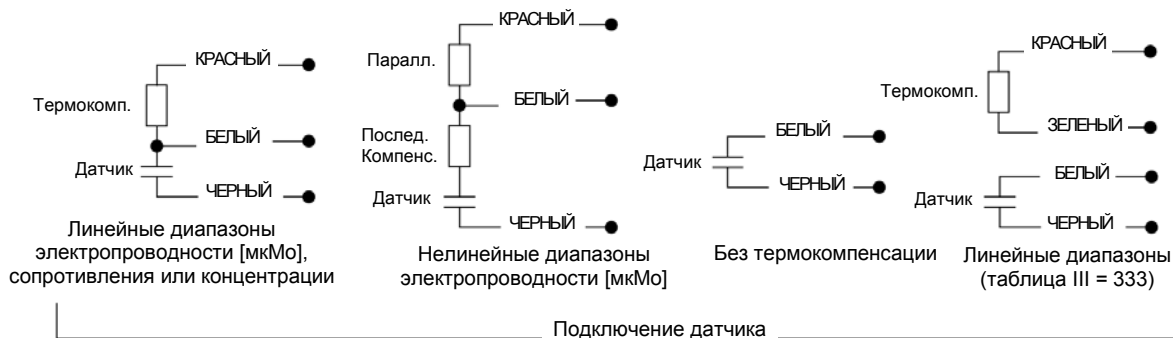 КРАСНЫЙ
Термокомп.
БЕЛЫЙ
Датчик
ЧЕРНЫЙ
Линейные диапазоны
электропроводности [мкМо],
сопротивления или концентрации
КРАСНЫЙ
Паралл.
БЕЛЫЙ
Послед.
Компенс.
Датчик
ЧЕРНЫЙ
Нелинейные диапазоны
электропроводности [мкМо]
БЕЛЫЙ
Датчик
ЧЕРНЫЙ
Без термокомпенсации
КРАСНЫЙ
Термокомп.
ЗЕЛЕНЫЙ
БЕЛЫЙ
Датчик
ЧЕРНЫЙ
Линейные диапазоны
(таблица III = 333)
Подключение датчика